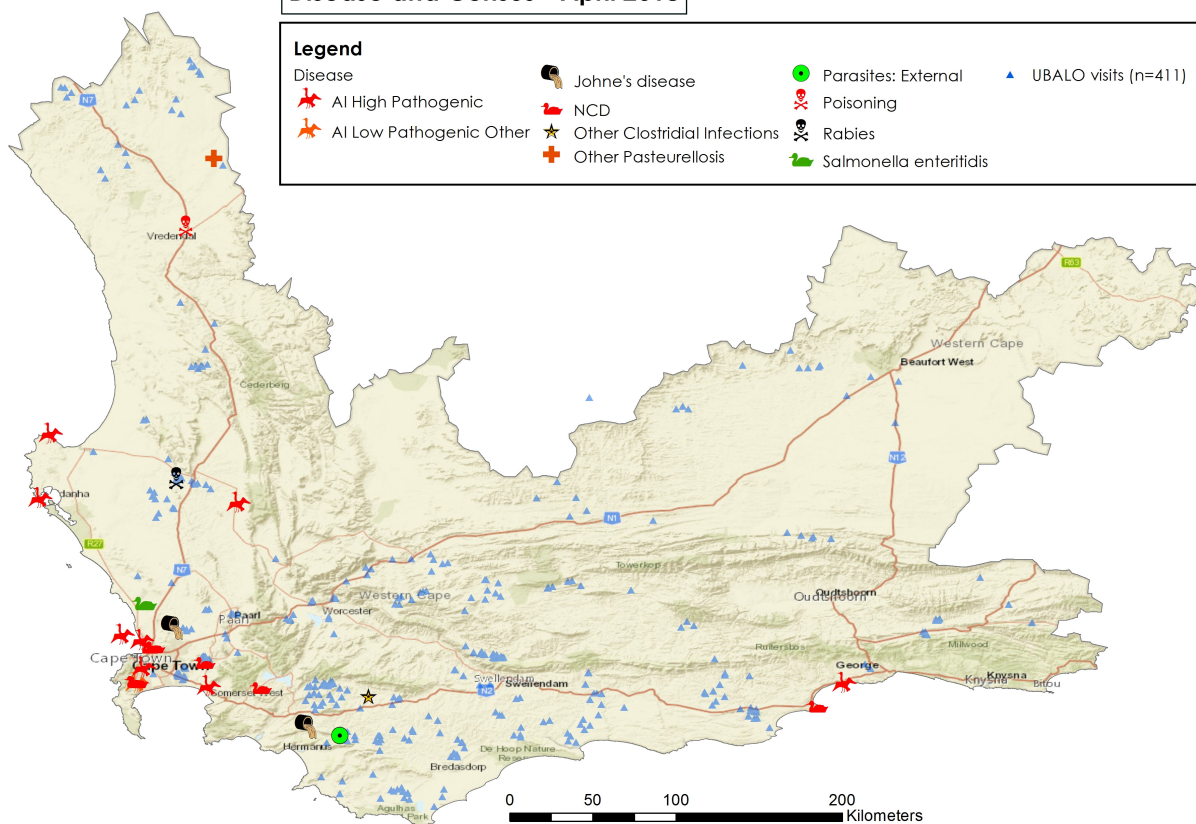 Legend
Disease
AI High Pathogenic
AI Low Pathogenic Other
Johne's disease
NCD
Other Clostridial Infections
Other Pasteurellosis
Parasites: External
Poisoning
Rabies
Salmonella enteritidis
UBALO visits (n=411)
N7
Vredendal
R63
Western Cape
Beaufort West
Cederberg
N12
N1
R27
N7
Towerkop
Western Cape
Oudtshoorn
Oudtshoorn
Paarl
Paarl
Worcester
Millwood
Cape Town
Cape Town
George
Knysna
Knysna
Bitou
Swellendam
Swellendam
N2
Somerset West
Hermanus
De Hoop Nature
Bredasdorp
Agulhas
Park
0 50 100 200
Kilometers